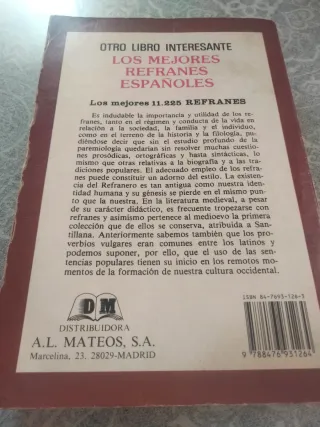 OTRO LIBRO INTERESANTE
LOS MEJORES
REFRANES
ESPAÑOLES
Los mejores 11.225 REFRANES
Es indudable la importancia y utilidad de los re-
franes, tanto en el régimen y conducta de la vida en
relación a la sociedad, la familia y el individuo,
como en el terreno de la historia y la filología, pu-
diéndose decir que sin el estudio profundo de la
paremiología quedarían sin resolver muchas cuestio-
nes prosódicas, ortográficas y hasta sintácticas, lo
mismo que otras relativas a la biografía y a las tra-
diciones populares. El adecuado empleo de los refra-
nes puede constituir un adorno del estilo. La existen-
cia del Refranero es tan antigua como nuestra iden-
tidad humana y su génesis se pierde en el mismo pun-
to que la nuestra. En la literatura medieval, a pesar
de su carácter didáctico, es frecuente tropezarse con
refranes y asimismo pertenece al medioevo la primera
colección que de ellos se conserva, atribuida a San-
tillana. Anteriormente sabemos también que los pro-
verbios vulgares eran comunes entre los latinos y
podemos suponer, por ello, que el uso de las sen-
tencias populares tienen su inicio en los remotos mo-
mentos de la formación de nuestra cultura occidental.
DM
DISTRIBUIDORA
A.L. MATEOS, S.A.
Marcelina, 23. 28029-MADRID
ISBN 84-7693-126-3
9 788476 931264